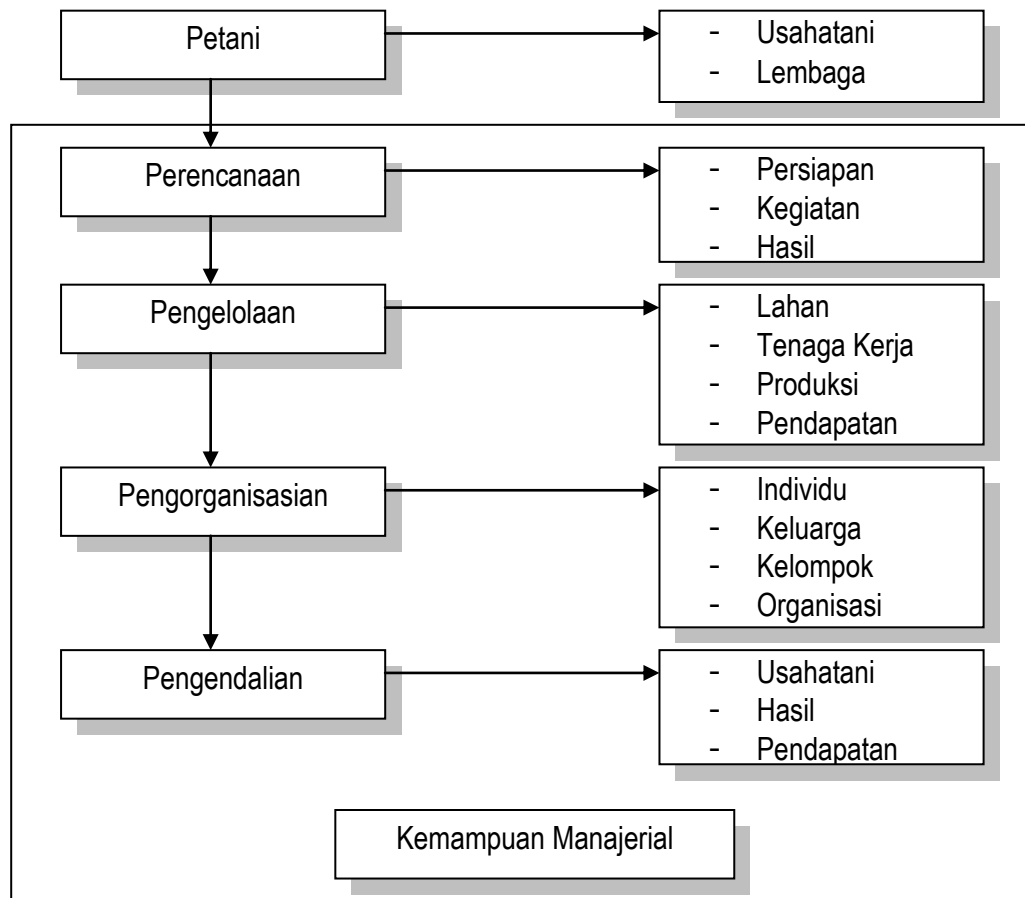 Petani
- Usahatani
- Lembaga
Perencanaan
- Persiapan
- Kegiatan
- Hasil
Pengelolaan
- Lahan
- Tenaga Kerja
- Produksi
- Pendapatan
Pengorganisasian
- Individu
- Keluarga
- Kelompok
- Organisasi
Pengendalian
- Usahatani
- Hasil
- Pendapatan
Kemampuan Manajerial